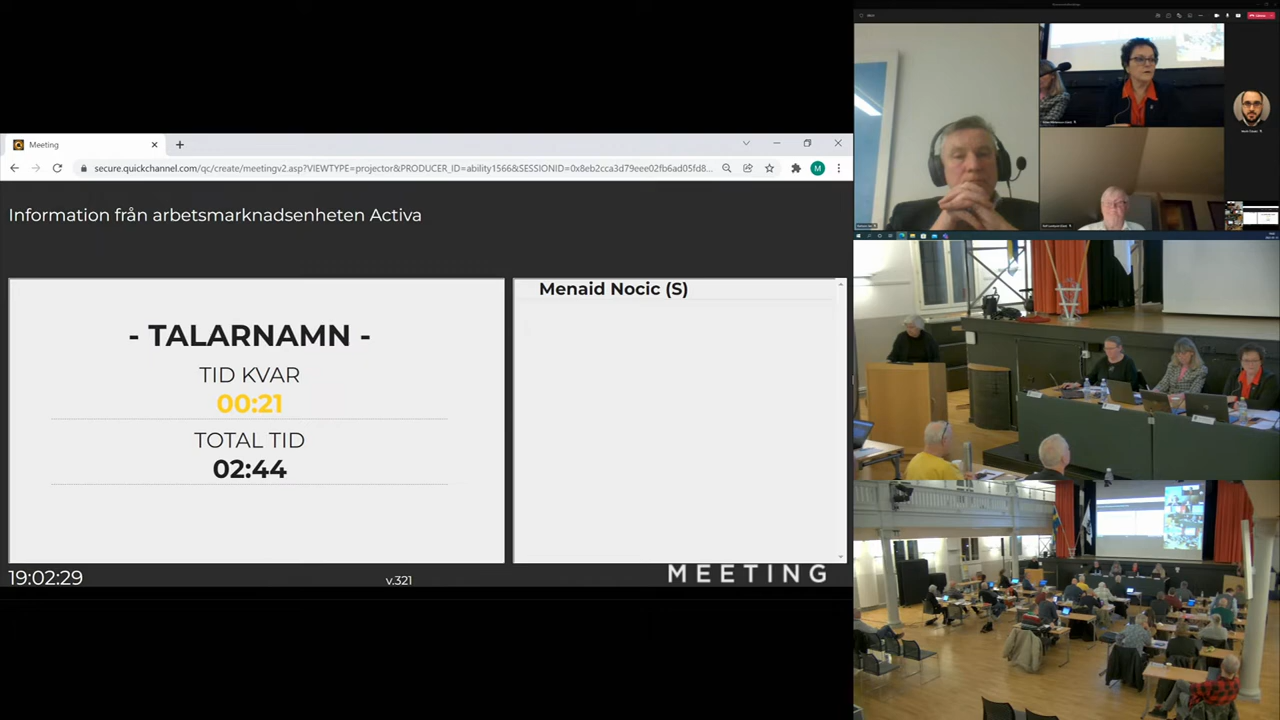 Meeting
secure.quickchannel.com/qc/create/meetingv2.asp?VIEWTYPE=projector&PRODUCER_ID=ability1566&SESSIONID=0x8eb2cca3d79eee02fb6ad05fd8...
M
Information från arbetsmarknadsenheten Activa
- TALARNAMN -
TID KVAR
00:21
TOTAL TID
02:44
Menaid Nocic (S)
19:02:29
v.321
MEETING